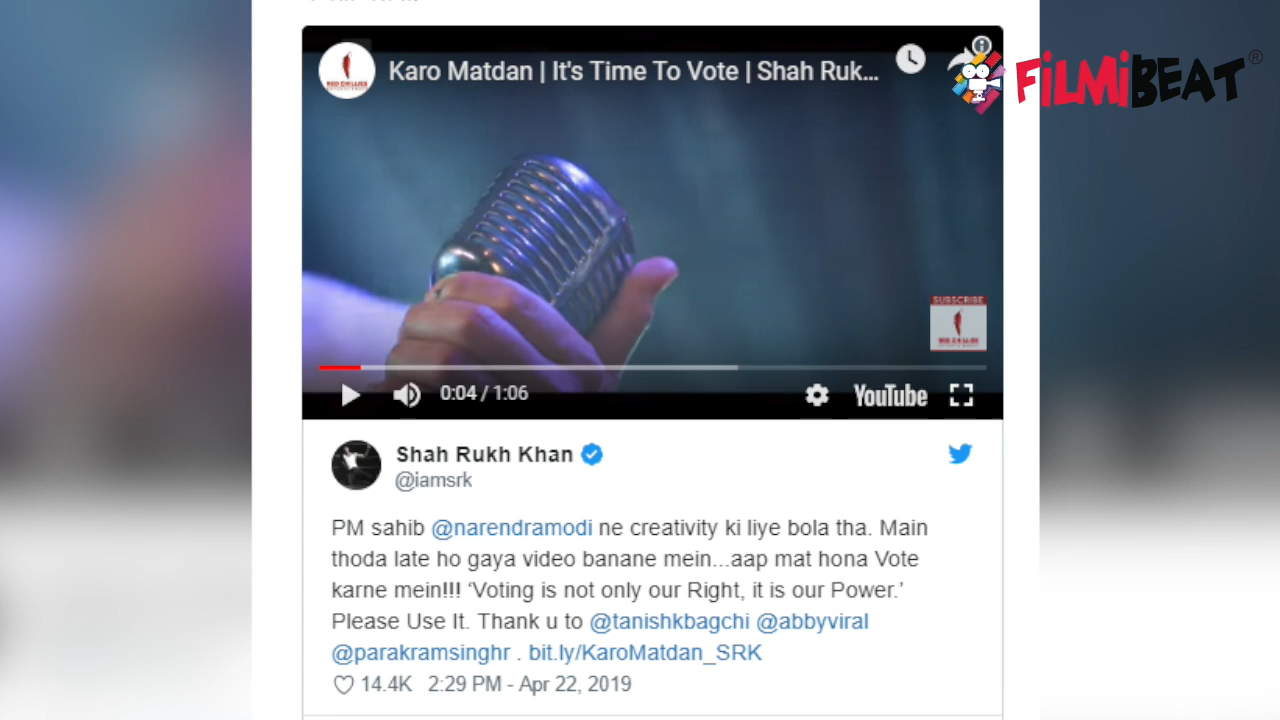 Karo Matdan | It's Time To Vote | Shah Ruk...
FiLMiBEAT®
RED CHILLIES
SUBSCRIBE
0:04 / 1:06
YouTube
Shah Rukh Khan
@iamsrk
PM sahib @narendramodi ne creativity ki liye bola tha. Main
thoda late ho gaya video banane mein...aap mat hona Vote
karne mein!!! ‘Voting is not only our Right, it is our Power.’
Please Use It. Thank u to @tanishkbagchi @abbyviral
@parakramsinghr . bit.ly/KaroMatdan_SRK
14.4K 2:29 PM - Apr 22, 2019